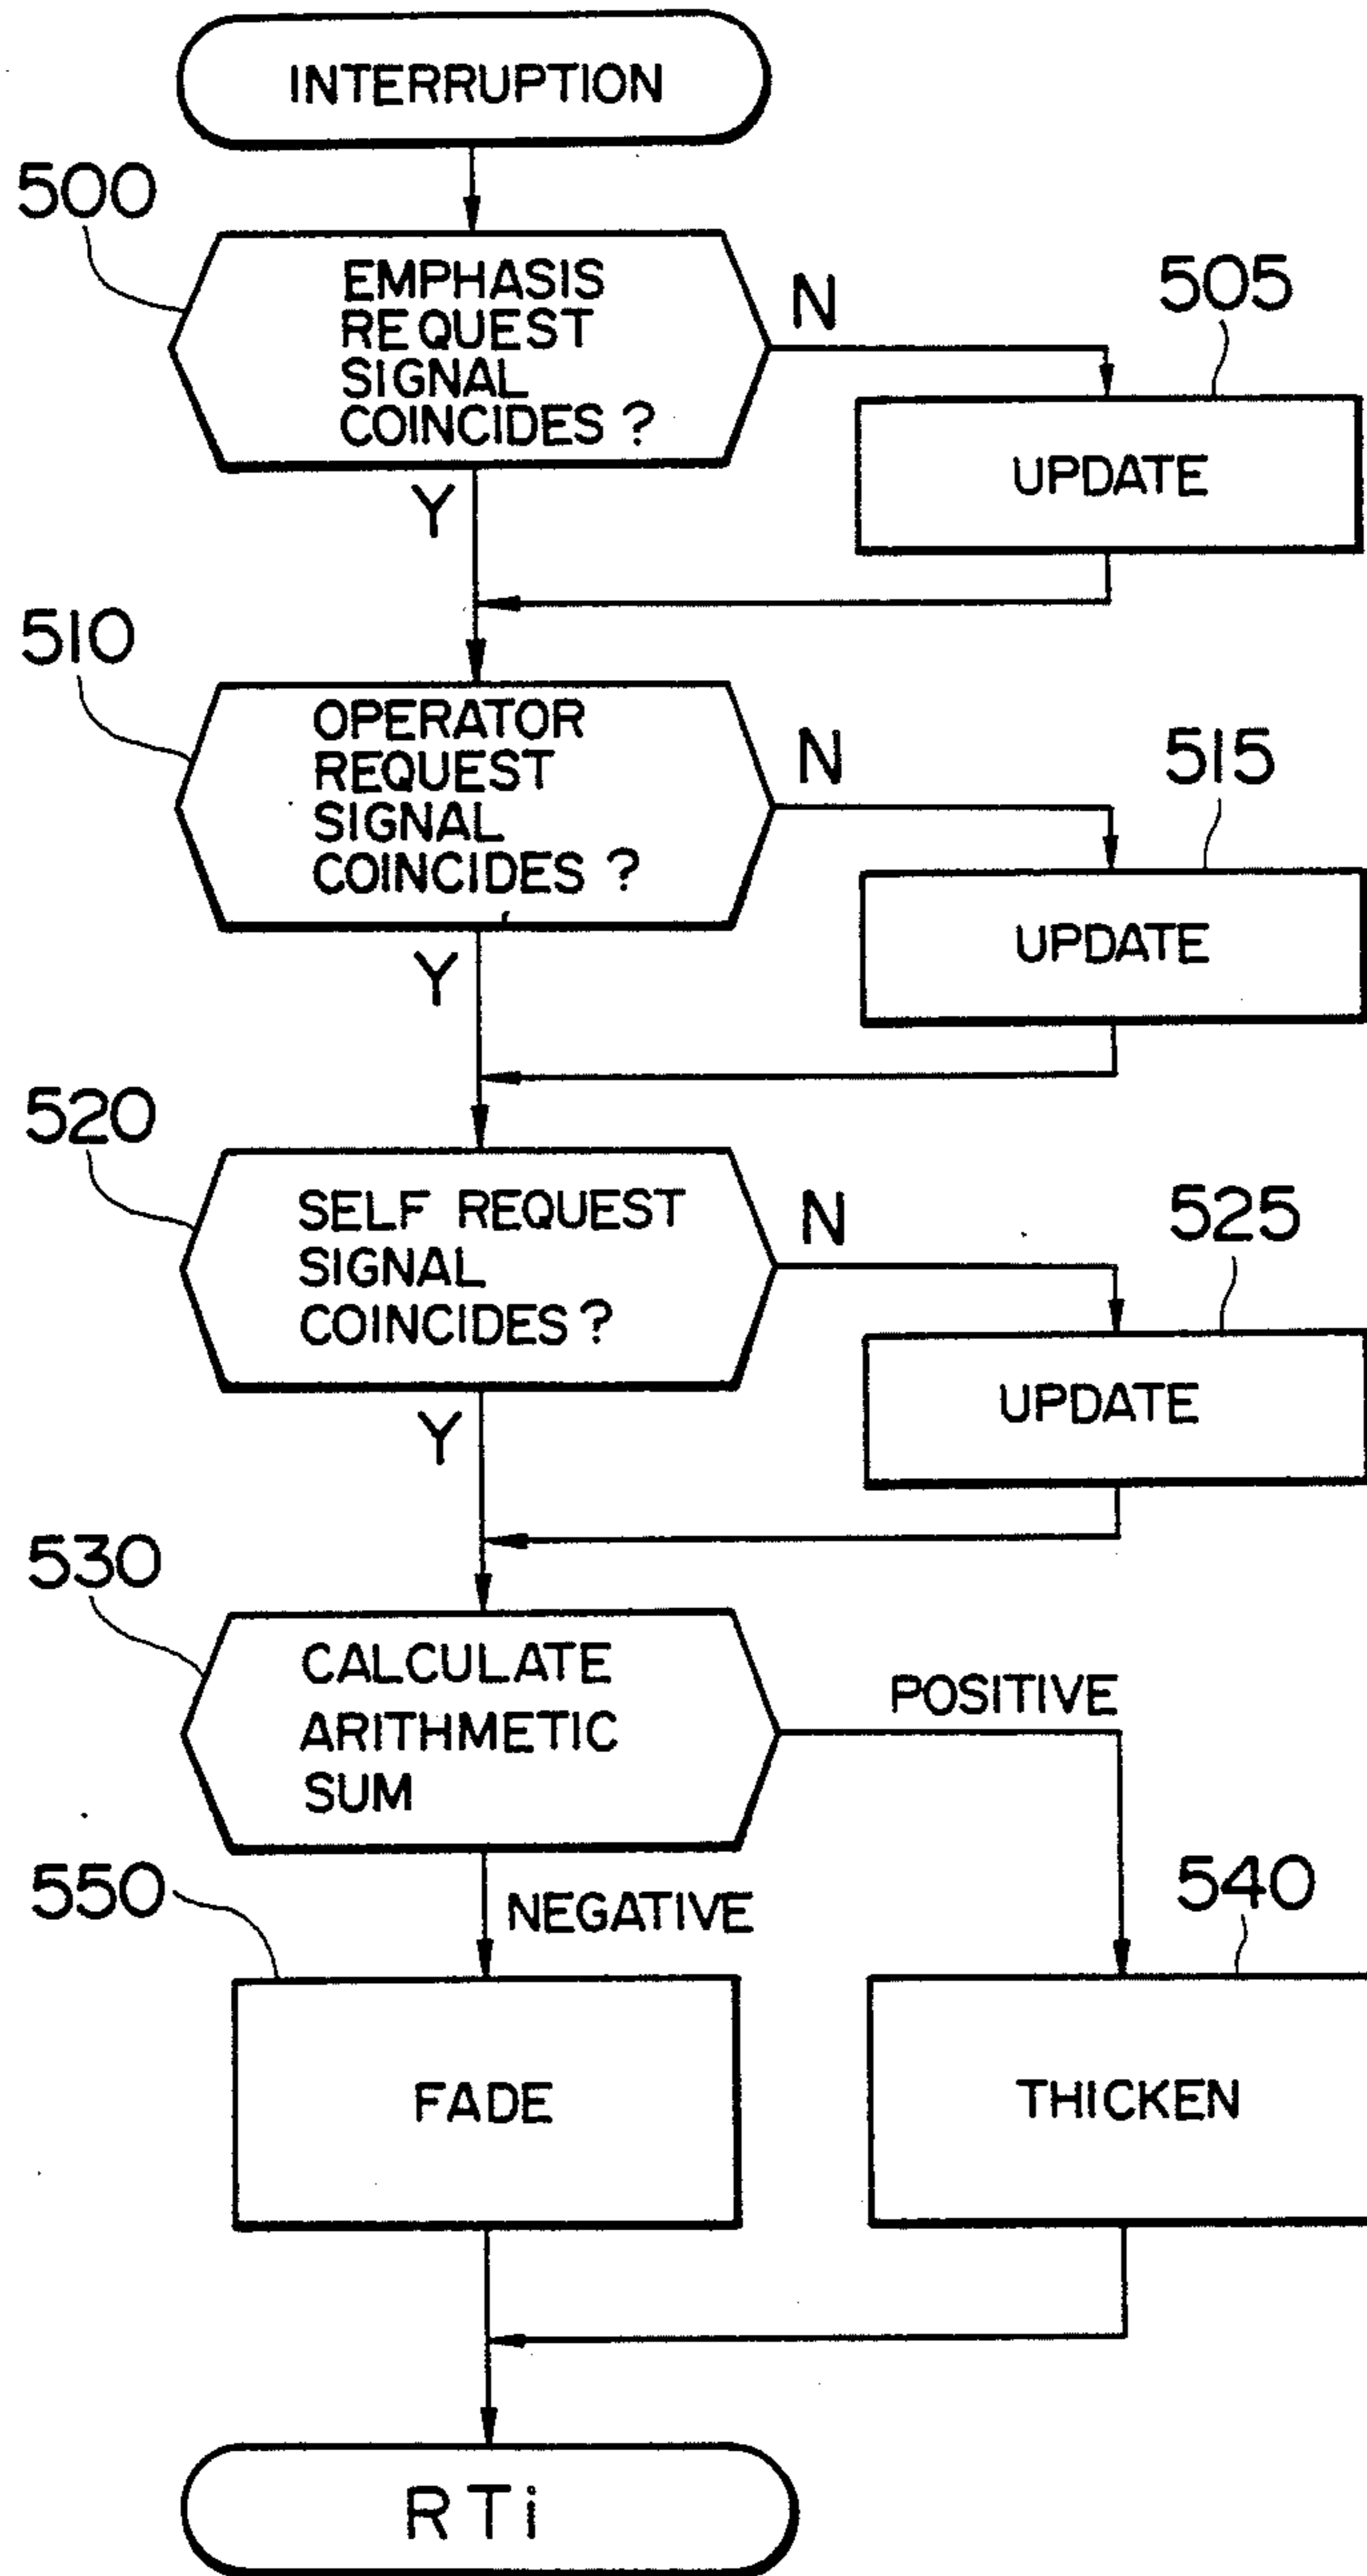 INTERRUPTION
500
EMPHASIS
REQUEST
SIGNAL
COINCIDES ?
N
505
UPDATE
Y
510
OPERATOR
REQUEST
SIGNAL
COINCIDES ?
N
515
UPDATE
Y
520
SELF REQUEST
SIGNAL
COINCIDES ?
N
525
UPDATE
Y
530
CALCULATE
ARITHMETIC
SUM
POSITIVE
550
NEGATIVE
540
FADE
THICKEN
RTi